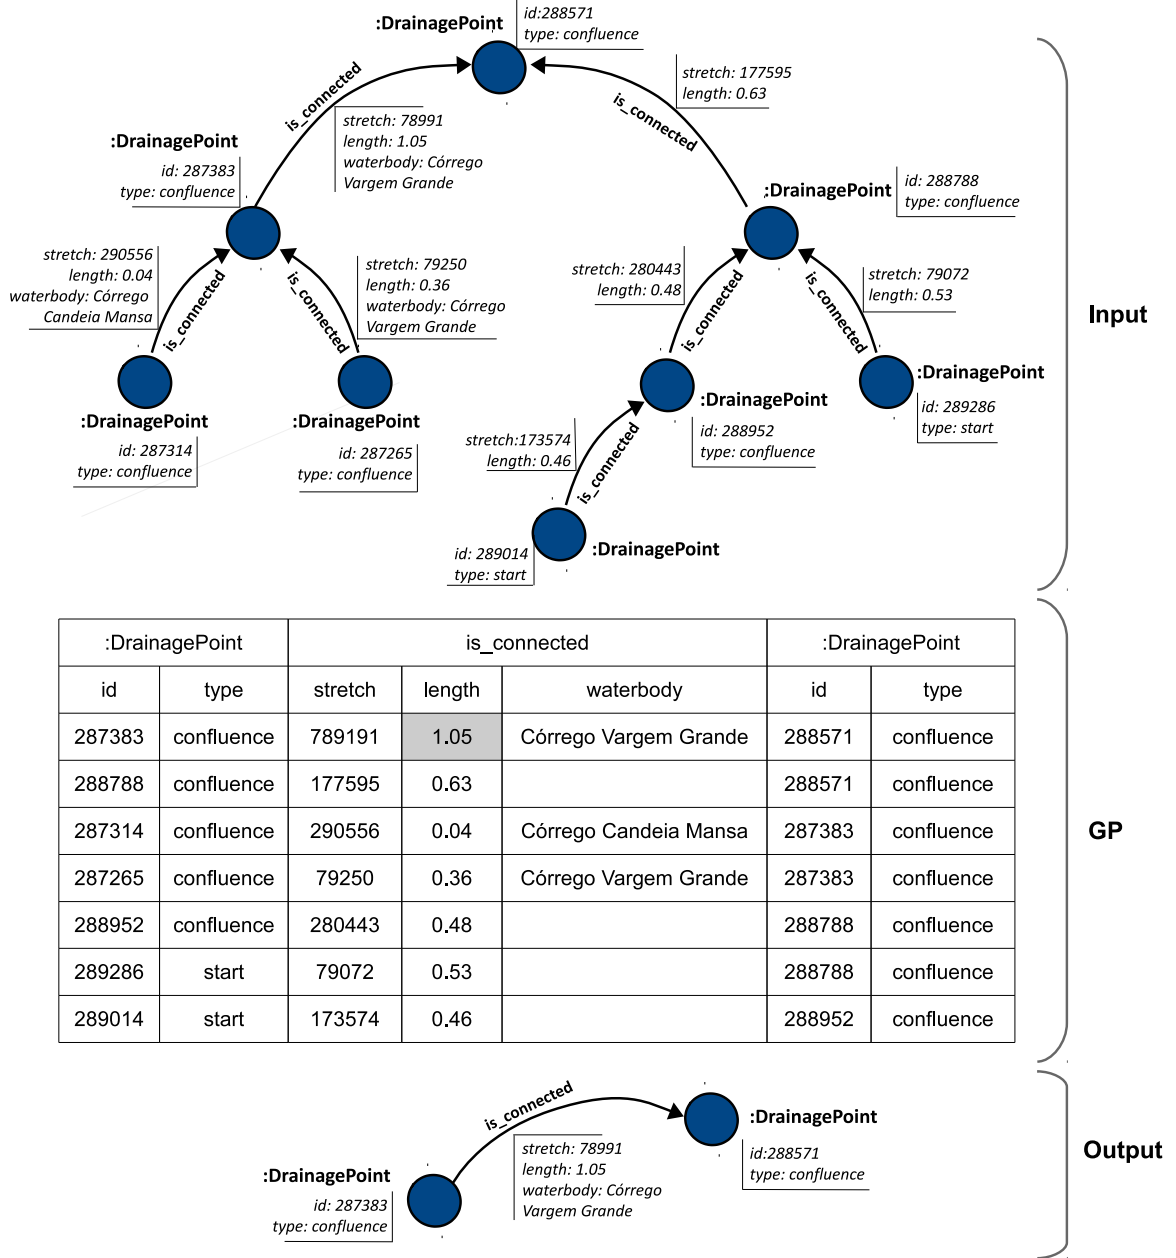 :DrainagePoint
id:288571
type: confluence
is_connected
stretch: 78991
length: 1.05
waterbody: Córrego
Vargem Grande
is_connected
stretch: 177595
length: 0.63
:DrainagePoint
id: 287383
type: confluence
:DrainagePoint
id: 288788
type: confluence
stretch: 290556
length: 0.04
waterbody: Córrego
Candeia Mansa
is_connected
is_connected
stretch: 79250
length: 0.36
waterbody: Córrego
Vargem Grande
stretch: 280443
length: 0.48
is_connected
is_connected
stretch: 79072
length: 0.53
Input
:DrainagePoint
id: 287314
type: confluence
:DrainagePoint
id: 287265
type: confluence
:DrainagePoint
id: 288952
type: confluence
:DrainagePoint
id: 289286
type: start
stretch:173574
length: 0.46
is_connected
id: 289014
type: start
:DrainagePoint
:DrainagePoint is_connected :DrainagePoint
id type stretch length waterbody id type
287383 confluence 789191 1.05 Córrego Vargem Grande 288571 confluence
288788 confluence 177595 0.63 288571 confluence
287314 confluence 290556 0.04 Córrego Candeia Mansa 287383 confluence
287265 confluence 79250 0.36 Córrego Vargem Grande 287383 confluence
288952 confluence 280443 0.48 288788 confluence
289286 start 79072 0.53 288788 confluence
289014 start 173574 0.46 288952 confluence
GP
is_connected
:DrainagePoint
id:288571
type: confluence
stretch: 78991
length: 1.05
waterbody: Córrego
Vargem Grande
:DrainagePoint
id: 287383
type: confluence
Output